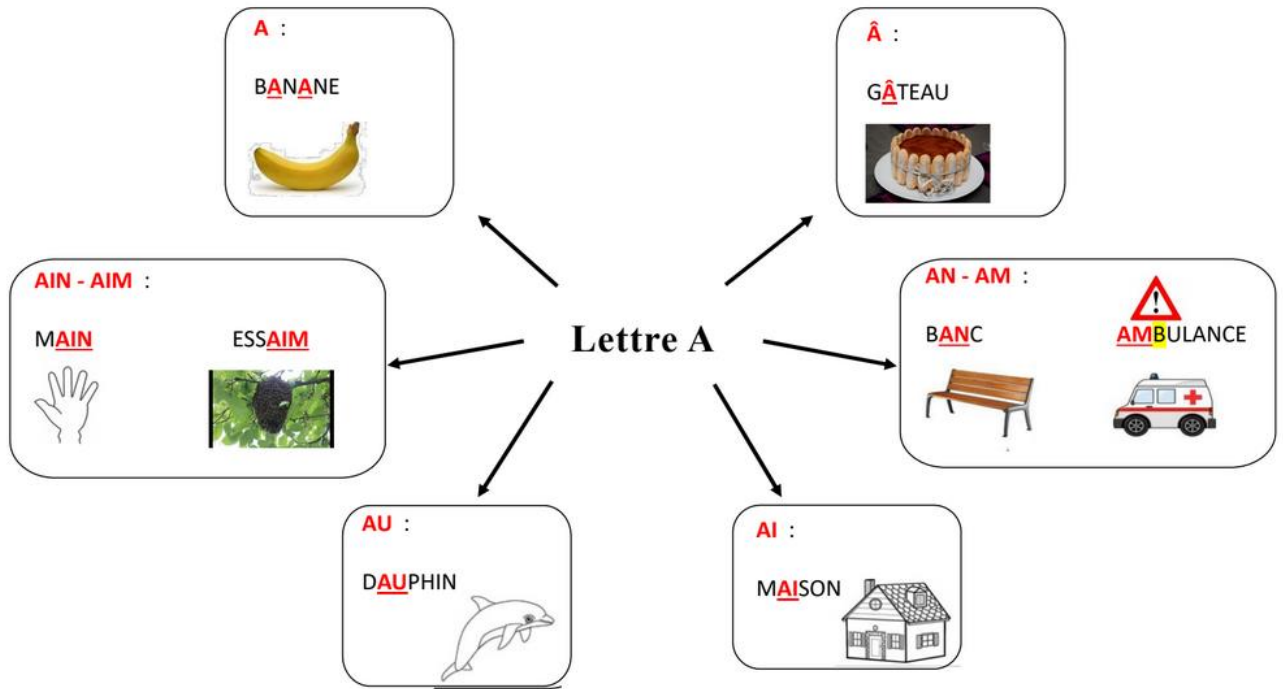 A :
BANANE
Â :
GÂTEAU
AIN - AIM :
MAIN ESSAIM
Lettre A
AN - AM :
!
BANC AMBULANCE
AU :
DAUPHIN
AI :
MAISON